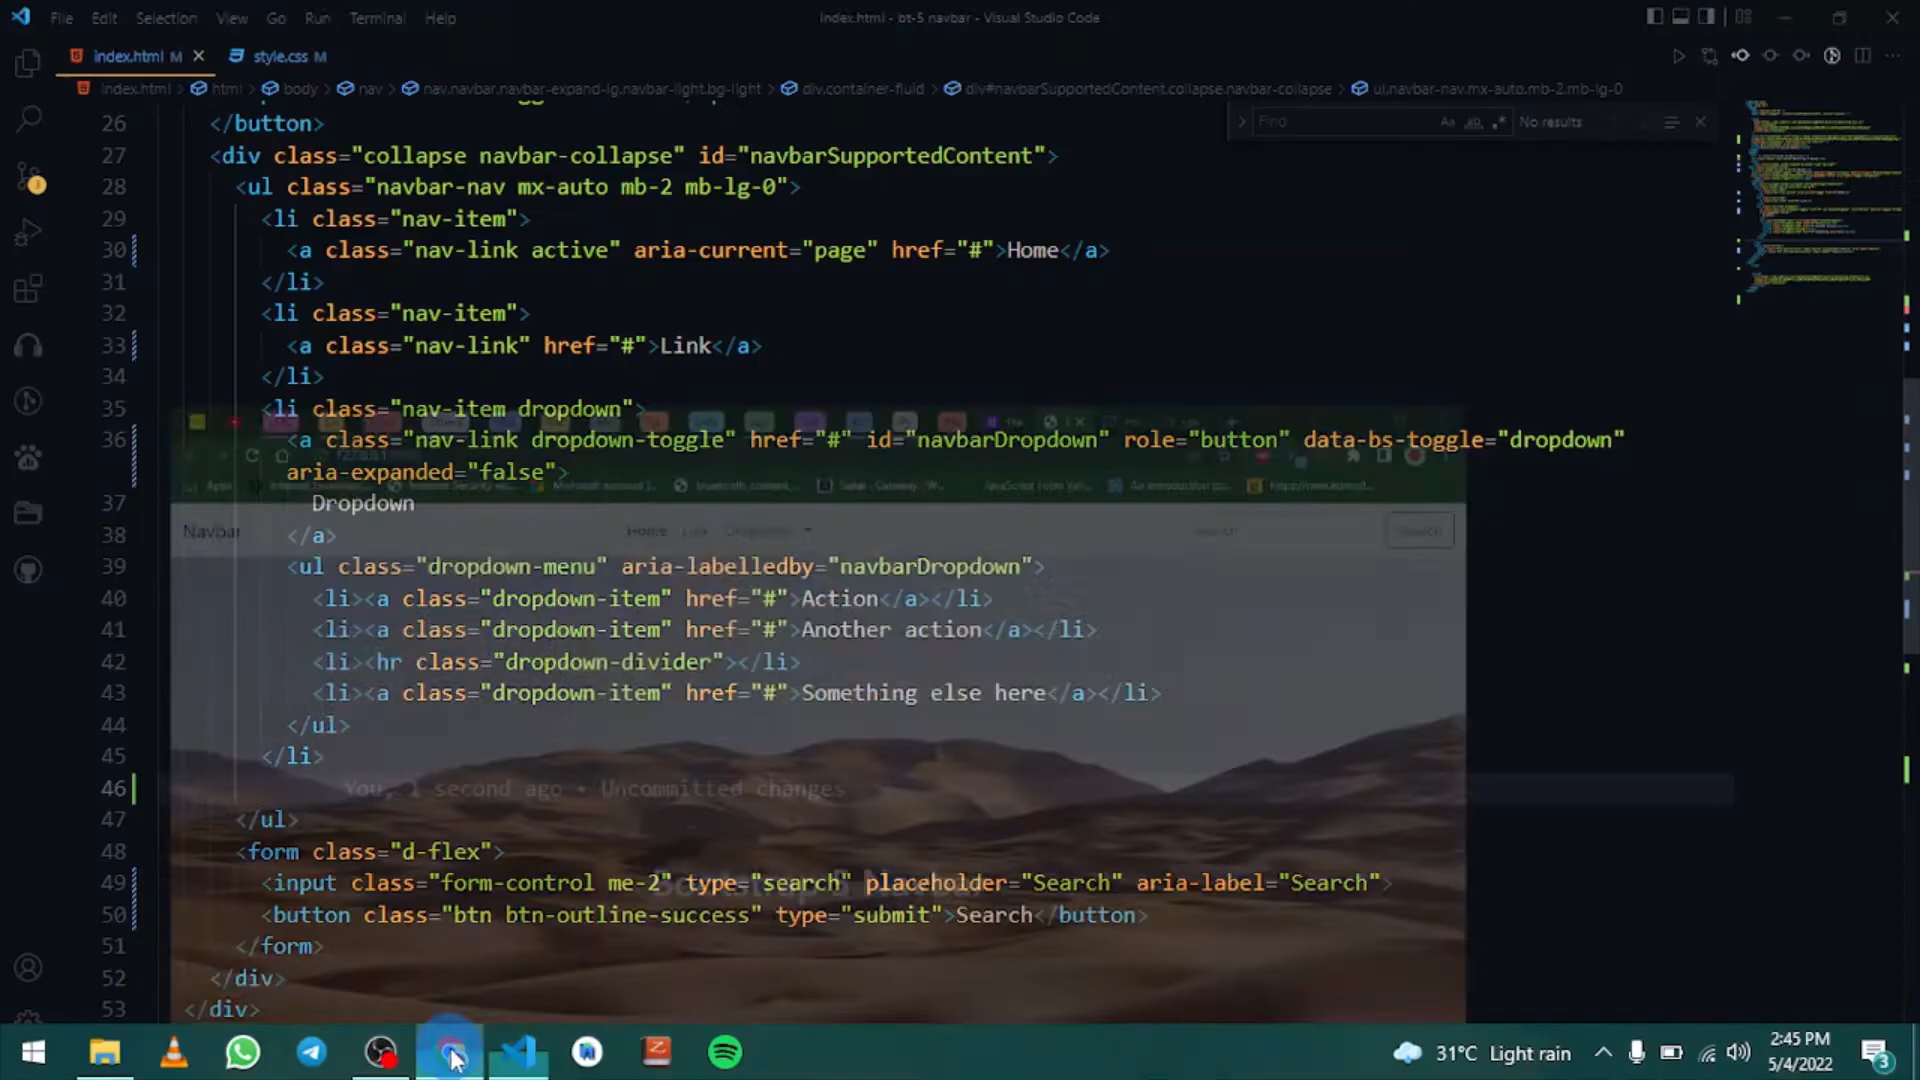 File Edit Selection View Go Run Terminal Help
index.html - bt-5 navbar - Visual Studio Code
index.html M style.css M
index.html > html > body > nav > nav.navbar.navbar-expand-lg.navbar-light.bg-light > div.container-fluid > div#navbarSupportedContent.collapse.navbar-collapse > ul.navbar-nav.mx-auto.mb-2.mb-lg-0
Find Aa ab No results
26 </button>
27 <div class="collapse navbar-collapse" id="navbarSupportedContent">
28 <ul class="navbar-nav mx-auto mb-2 mb-lg-0">
29 <li class="nav-item">
30 <a class="nav-link active" aria-current="page" href="#">Home</a>
31 </li>
32 <li class="nav-item">
33 <a class="nav-link" href="#">Link</a>
34 </li>
35 <li class="nav-item dropdown">
36 <a class="nav-link dropdown-toggle" href="#" id="navbarDropdown" role="button" data-bs-toggle="dropdown"
aria-expanded="false">
37 Dropdown
38 </a>
39 <ul class="dropdown-menu" aria-labelledby="navbarDropdown">
40 <li><a class="dropdown-item" href="#">Action</a></li>
41 <li><a class="dropdown-item" href="#">Another action</a></li>
42 <li><hr class="dropdown-divider"></li>
43 <li><a class="dropdown-item" href="#">Something else here</a></li>
44 </ul>
45 </li>
46 You, 1 second ago • Uncommitted changes
47 </ul>
48 <form class="d-flex">
49 <input class="form-control me-2" type="search" placeholder="Search" aria-label="Search">
50 <button class="btn btn-outline-success" type="submit">Search</button>
51 </form>
52 </div>
53 </div>
Navbar Home
Search Search
31°C Light rain
2:45 PM
5/4/2022
3